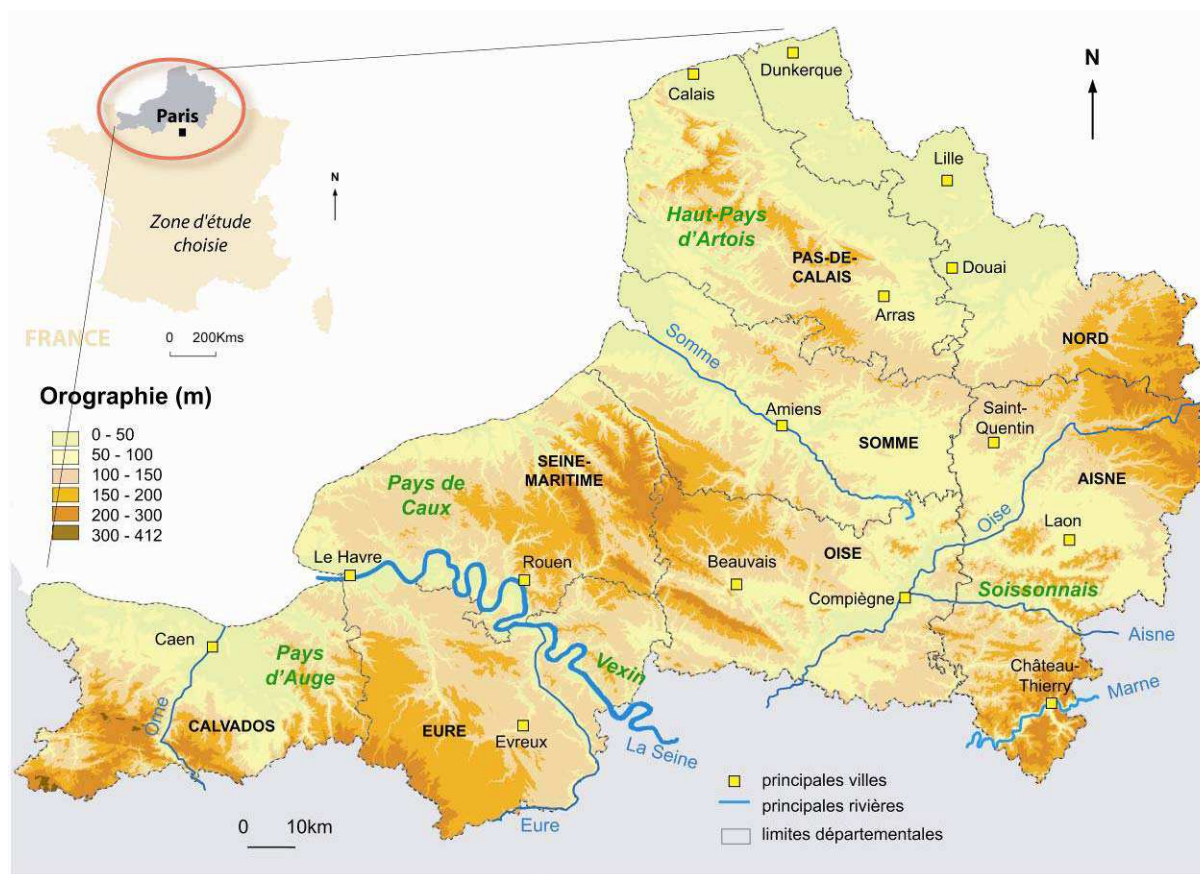 Paris
N
Zone d'étude
choisie
FRANCE
0 200Kms
Orographie (m)
0 - 50
50 - 100
100 - 150
150 - 200
200 - 300
300 - 412
N
Dunkerque
Calais
Lille
Haut-Pays
d'Artois
PAS-DE-
CALAIS
Douai
Arras
NORD
Somme
Amiens
SOMME
Saint-
Quentin
AISNE
SEINE-
MARITIME
Pays de
Caux
Oise
Laon
Le Havre
Rouen
Beauvais
OISE
Compiègne
Soissonnais
Aisne
Caen
Pays
d'Auge
Vexin
Château-
Thierry
Marne
Orne
CALVADOS
EURE
Evreux
La Seine
Eure
0 10km
principales villes
principales rivières
limites départementales